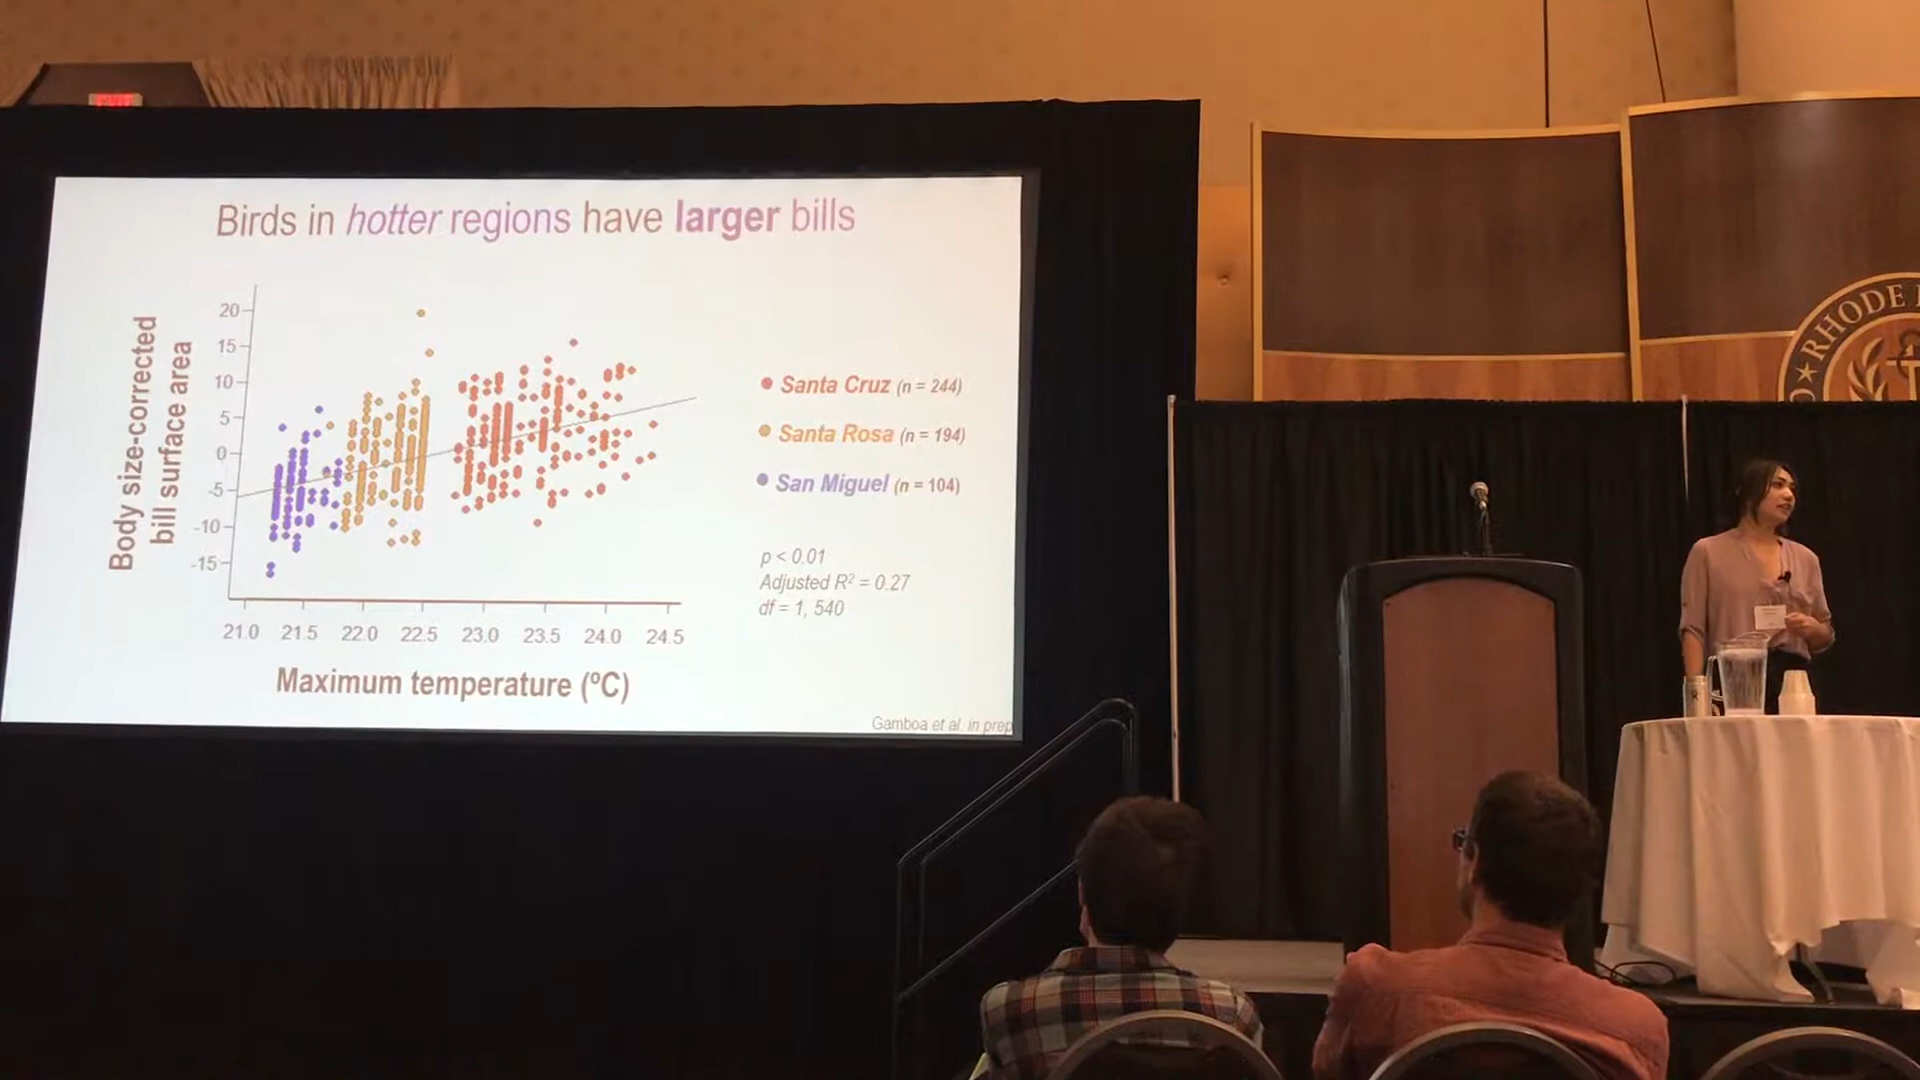 EXIT
Birds in hotter regions have larger bills
Body size-corrected
bill surface area
20
15
10
5
0
-5
-10
-15
21.0 21.5 22.0 22.5 23.0 23.5 24.0 24.5
Maximum temperature (ºC)
Santa Cruz (n = 244)
Santa Rosa (n = 194)
San Miguel (n = 104)
p < 0.01
Adjusted R² = 0.27
df = 1, 540
Gamboa et al. in prep
RHODE